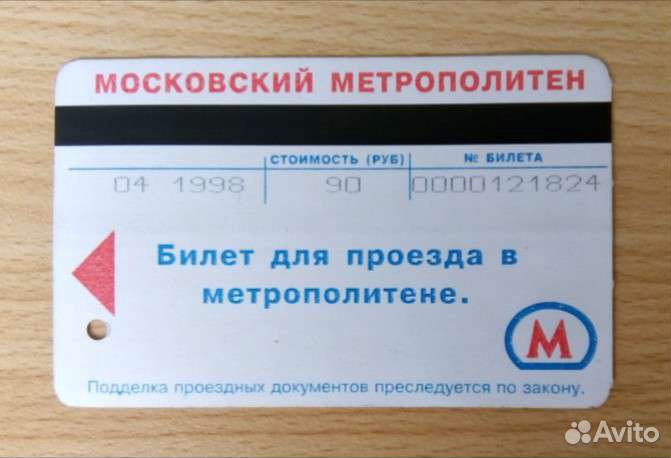 МОСКОВСКИЙ МЕТРОПОЛИТЕН
СТОИМОСТЬ (РУБ) № БИЛЕТА
04 1998 90 0000121824
Билет для проезда в
метрополитене.
М
Подделка проездных документов преследуется по закону.
Avito